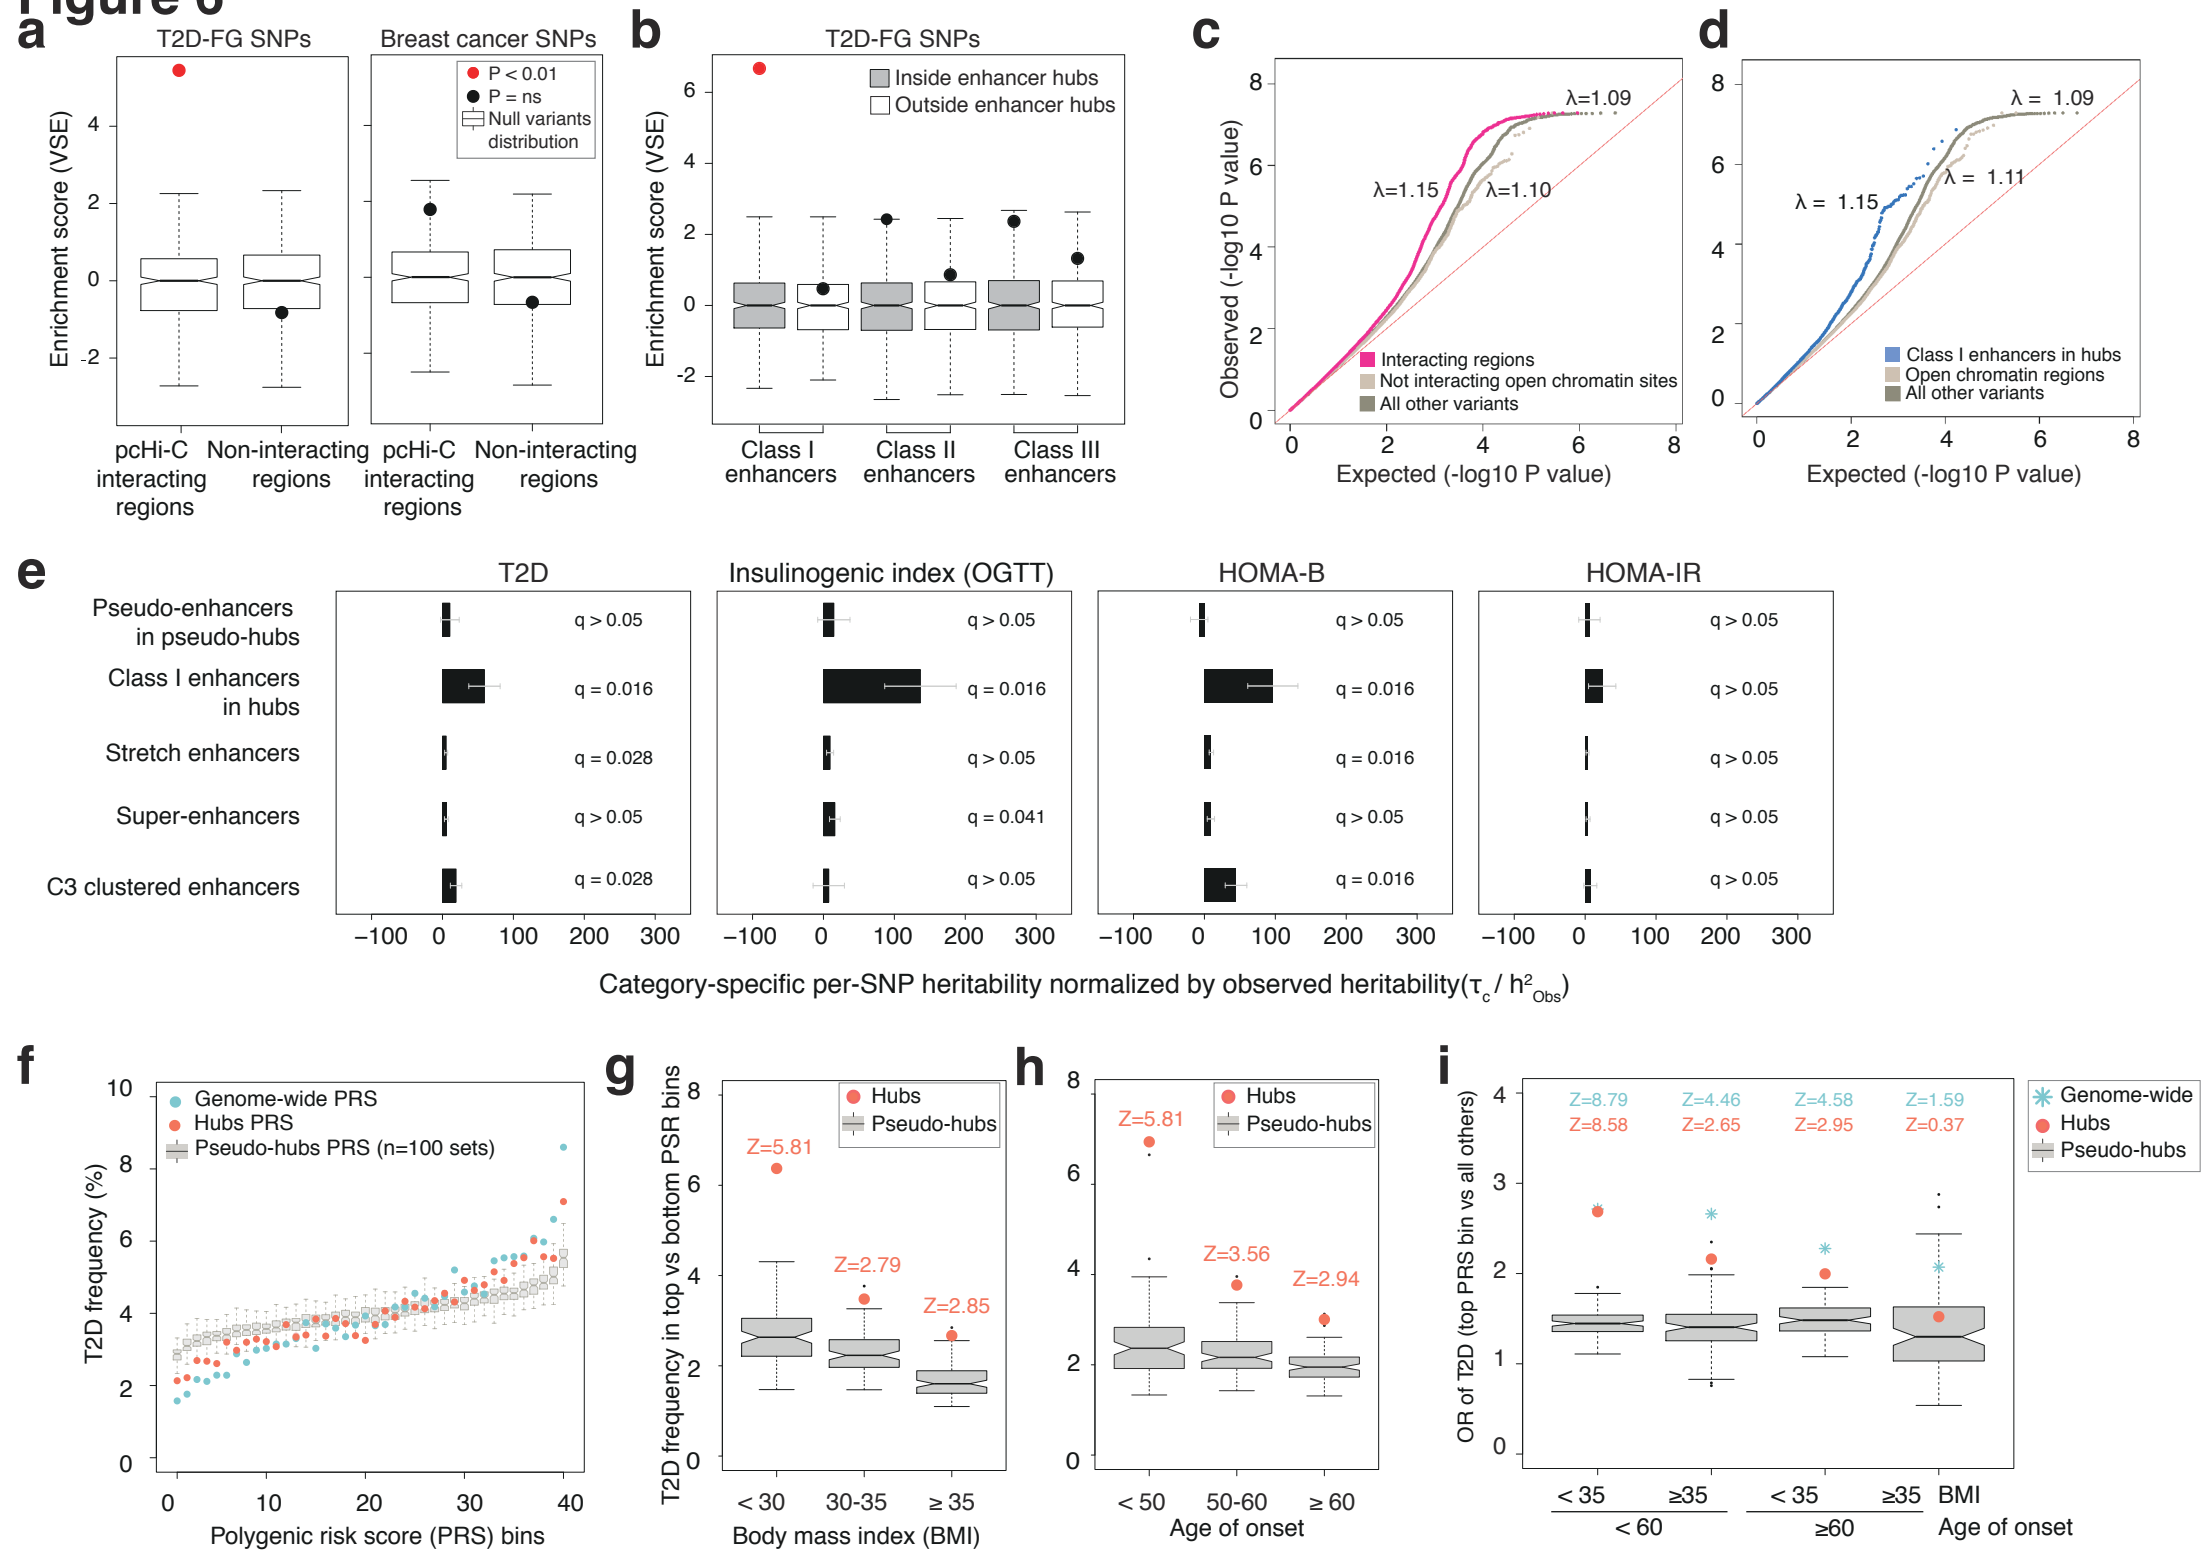 Figure 6
a
T2D-FG SNPs
Breast cancer SNPs
P < 0.01
P = ns
Null variants
distribution
Enrichment score (VSE)
4
2
0
-2
pcHi-C
interacting
regions
Non-interacting
regions
pcHi-C
interacting
regions
Non-interacting
regions
b
T2D-FG SNPs
Inside enhancer hubs
Outside enhancer hubs
Enrichment score (VSE)
6
4
2
0
-2
Class I
enhancers
Class II
enhancers
Class III
enhancers
c
Observed (-log10 P value)
8
6
4
2
0
λ=1.09
λ=1.15
λ=1.10
Interacting regions
Not interacting open chromatin sites
All other variants
0 2 4 6 8
Expected (-log10 P value)
d
8
6
4
2
0
λ = 1.09
λ = 1.11
λ = 1.15
Class I enhancers in hubs
Open chromatin regions
All other variants
0 2 4 6 8
Expected (-log10 P value)
e
T2D
Insulinogenic index (OGTT)
HOMA-B
HOMA-IR
Pseudo-enhancers
in pseudo-hubs
q > 0.05
q > 0.05
q > 0.05
q > 0.05
Class I enhancers
in hubs
q = 0.016
q = 0.016
q = 0.016
q > 0.05
Stretch enhancers
q = 0.028
q > 0.05
q = 0.016
q > 0.05
Super-enhancers
q > 0.05
q = 0.041
q > 0.05
q > 0.05
C3 clustered enhancers
q = 0.028
q > 0.05
q = 0.016
q > 0.05
−100 0 100 200 300
−100 0 100 200 300
−100 0 100 200 300
−100 0 100 200 300
Category-specific per-SNP heritability normalized by observed heritability(τc / h²Obs)
f
T2D frequency (%)
10
8
6
4
2
0
Genome-wide PRS
Hubs PRS
Pseudo-hubs PRS (n=100 sets)
0 10 20 30 40
Polygenic risk score (PRS) bins
g
T2D frequency in top vs bottom PSR bins
8
6
4
2
0
Hubs
Pseudo-hubs
Z=5.81
Z=2.79
Z=2.85
< 30 30-35 ≥ 35
Body mass index (BMI)
h
8
6
4
2
0
Hubs
Pseudo-hubs
Z=5.81
Z=3.56
Z=2.94
< 50 50-60 ≥ 60
Age of onset
i
OR of T2D (top PRS bin vs all others)
4
3
2
1
0
Z=8.79 Z=4.46 Z=4.58 Z=1.59
Z=8.58 Z=2.65 Z=2.95 Z=0.37
Genome-wide
Hubs
Pseudo-hubs
< 35 ≥35 < 35 ≥35 BMI
< 60 ≥60 Age of onset